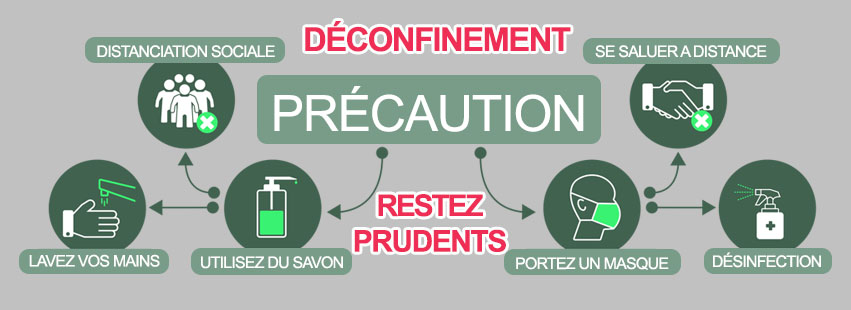 DÉCONFINEMENT
DISTANCIATION SOCIALE
SE SALUER A DISTANCE
PRÉCAUTION
RESTEZ
PRUDENTS
LAVEZ VOS MAINS
UTILISEZ DU SAVON
PORTEZ UN MASQUE
DÉSINFECTION